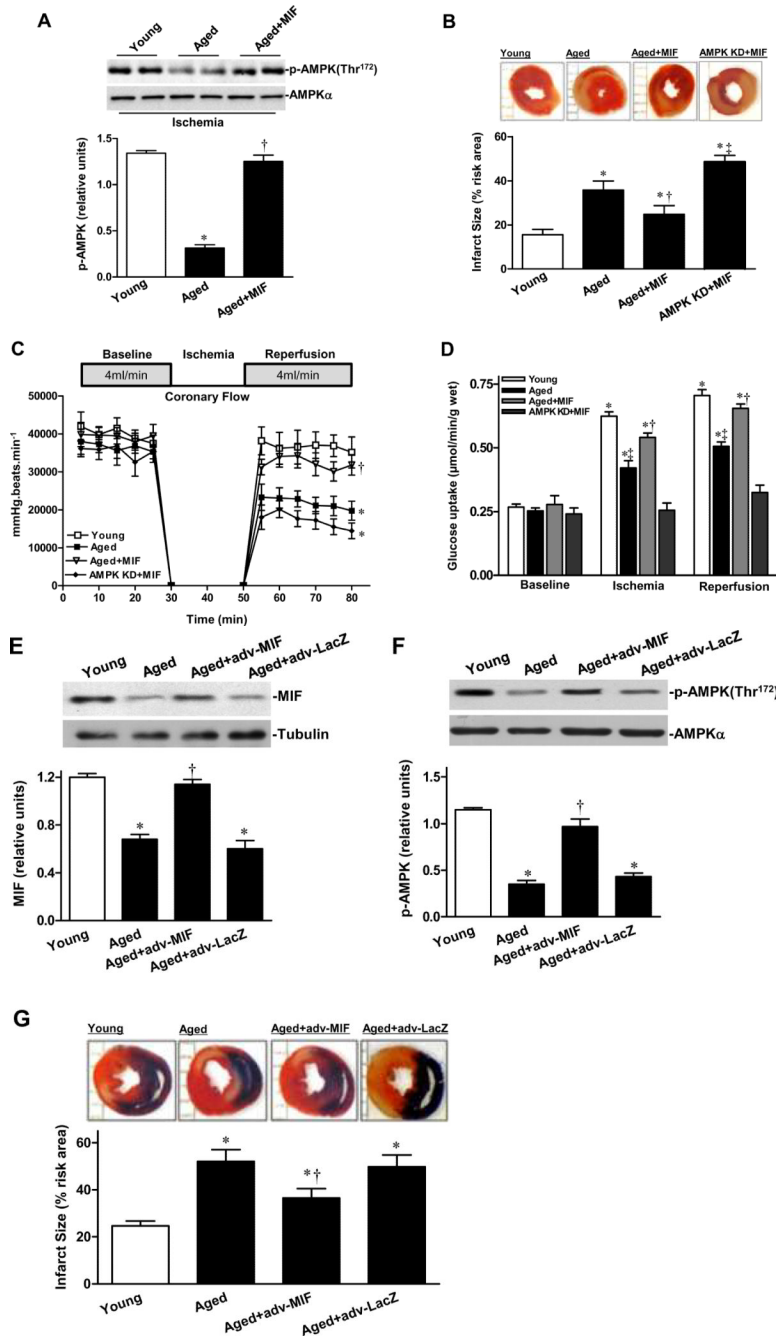 A
Young
Aged
Aged+MIF
-p-AMPK(Thr¹⁷²)
-AMPKα
Ischemia
p-AMPK (relative units)
1.5
1.0
0.5
0.0
*
†
Young
Aged
Aged+MIF
B
Young
Aged
Aged+MIF
AMPK KD+MIF
Infarct Size (% risk area)
60
40
20
0
*
*†
*‡
Young
Aged
Aged+MIF
AMPK KD+MIF
C
Baseline
Ischemia
Reperfusion
4ml/min
4ml/min
Coronary Flow
mmHg.beats.min⁻¹
50000
40000
30000
20000
10000
0
Young
Aged
Aged+MIF
AMPK KD+MIF
†
*
*
0 10 20 30 40 50 60 70 80
Time (min)
D
Young
Aged
Aged+MIF
AMPK KD+MIF
Glucose uptake (μmol/min/g wet)
0.75
0.50
0.25
0.00
*
*‡
*†
*
*‡
*†
Baseline
Ischemia
Reperfusion
E
Young
Aged
Aged+adv-MIF
Aged+adv-LacZ
-MIF
-Tubulin
MIF (relative units)
1.2
0.8
0.4
0.0
*
†
*
Young
Aged
Aged+adv-MIF
Aged+adv-LacZ
F
Young
Aged
Aged+adv-MIF
Aged+adv-LacZ
-p-AMPK(Thr¹⁷²)
-AMPKα
p-AMPK (relative units)
1.5
1.0
0.5
0.0
*
†
*
Young
Aged
Aged+adv-MIF
Aged+adv-LacZ
G
Young
Aged
Aged+adv-MIF
Aged+adv-LacZ
Infarct Size (% risk area)
60
40
20
0
*
*†
*
Young
Aged
Aged+adv-MIF
Aged+adv-LacZ